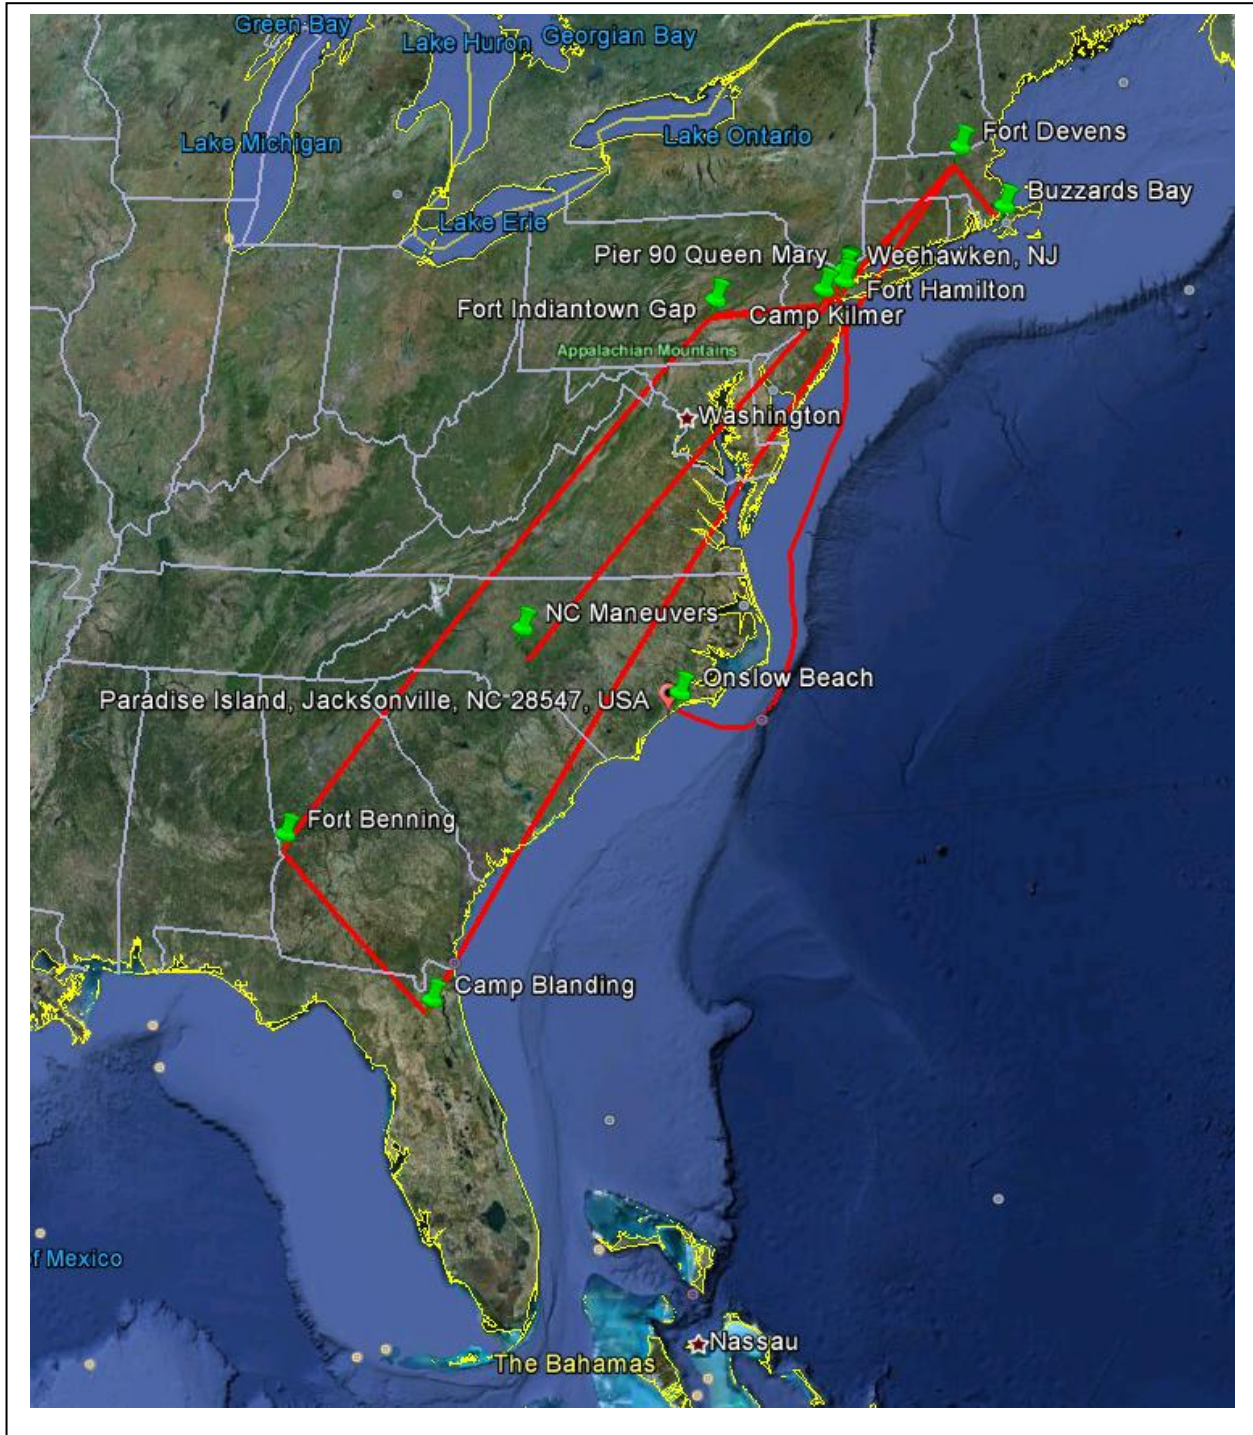 Green Bay
Lake Huron
Georgian Bay
Lake Michigan
Lake Ontario
Fort Devens
Buzzards Bay
Lake Erie
Pier 90 Queen Mary
Weehawken, NJ
Fort Hamilton
Fort Indiantown Gap
Camp Kilmer
Appalachian Mountains
Washington
NC Maneuvers
Onslow Beach
Paradise Island, Jacksonville, NC 28547, USA
Fort Benning
Camp Blanding
of Mexico
Nassau
The Bahamas